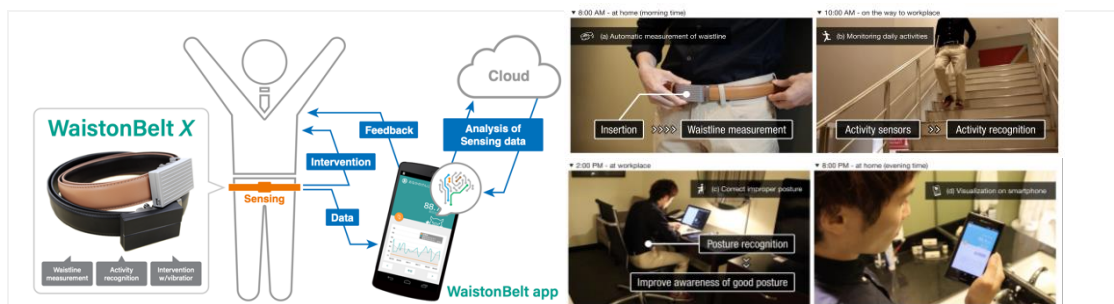 WaistonBelt X
Waistline
measurement
Activity
recognition
Intervention
w/vibrator
Sensing
Feedback
Intervention
Data
Cloud
Analysis of
Sensing data
WaistonBelt app
▼ 8:00 AM - at home (morning time)
(a) Automatic measurement of waistline
Insertion >>>> Waistline measurement
▼ 10:00 AM - on the way to workplace
(b) Monitoring daily activities
Activity sensors >> Activity recognition
▼ 2:00 PM - at workplace
(c) Correct improper posture
Posture recognition
Improve awareness of good posture
▼ 8:00 PM - at home (evening time)
(d) Visualization on smartphone